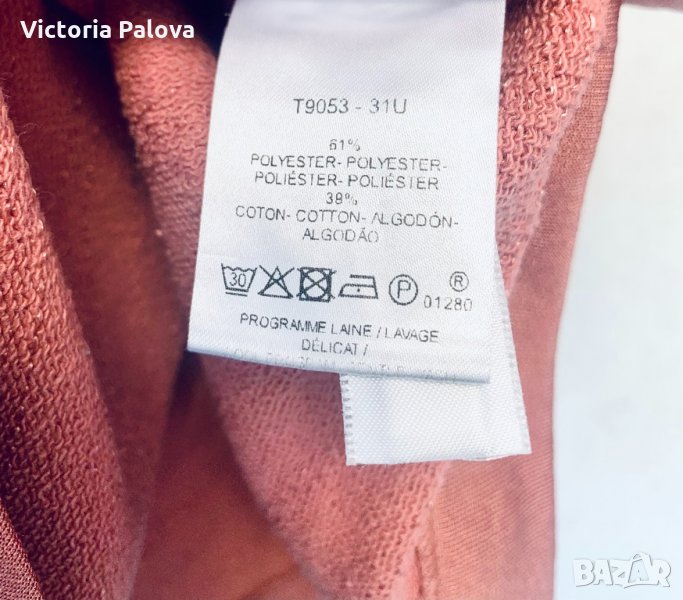 Victoria Palova
T9053 - 31U
61%
POLYESTER- POLYESTER-
POLIÉSTER- POLIÉSTER
39%
COTON- COTTON- ALGODÓN-
ALGODÃO
30 P ® 01280
PROGRAMME LAINE / LAVAGE
DÉLICAT /
BAZAR